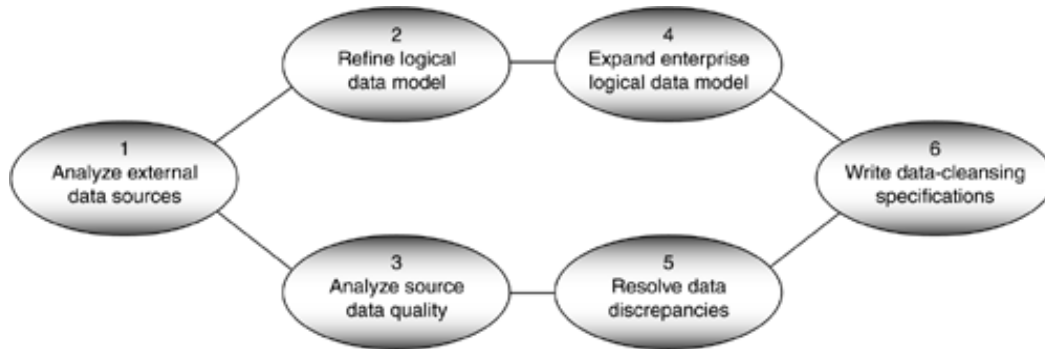 1
Analyze external
data sources
2
Refine logical
data model
3
Analyze source
data quality
4
Expand enterprise
logical data model
5
Resolve data
discrepancies
6
Write data-cleansing
specifications